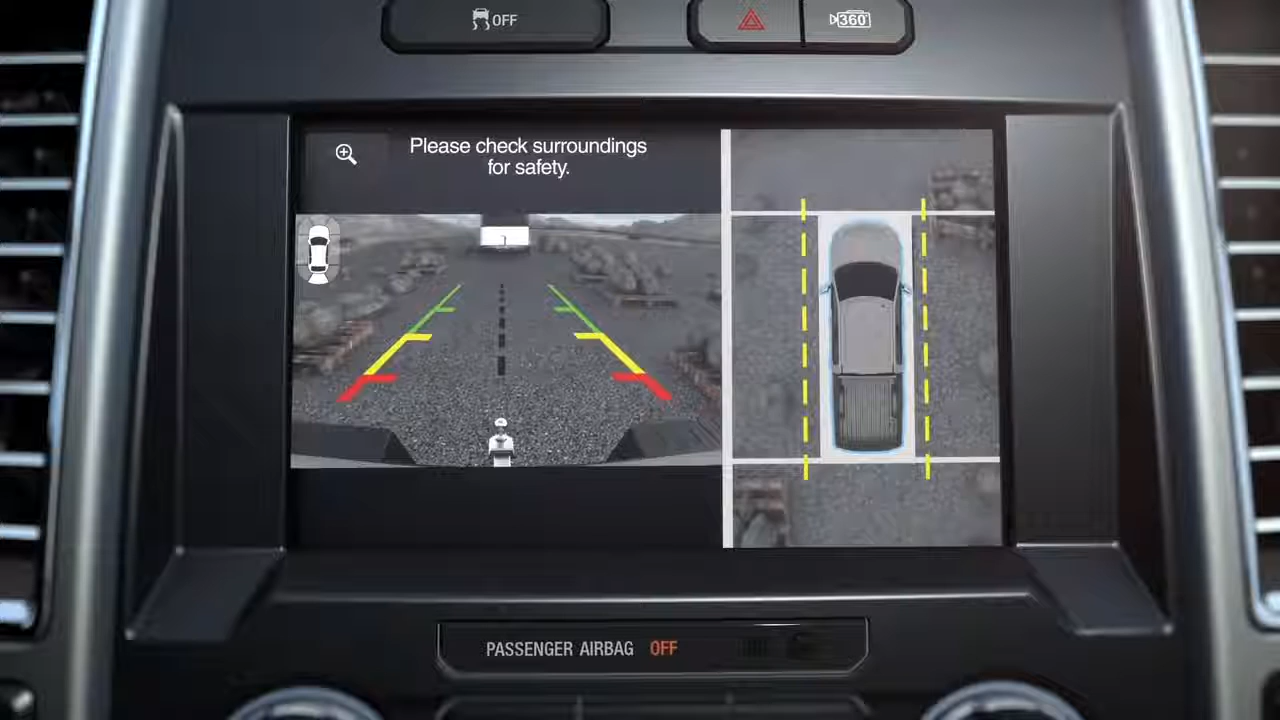 OFF
360
Please check surroundings
for safety.
PASSENGER AIRBAG OFF